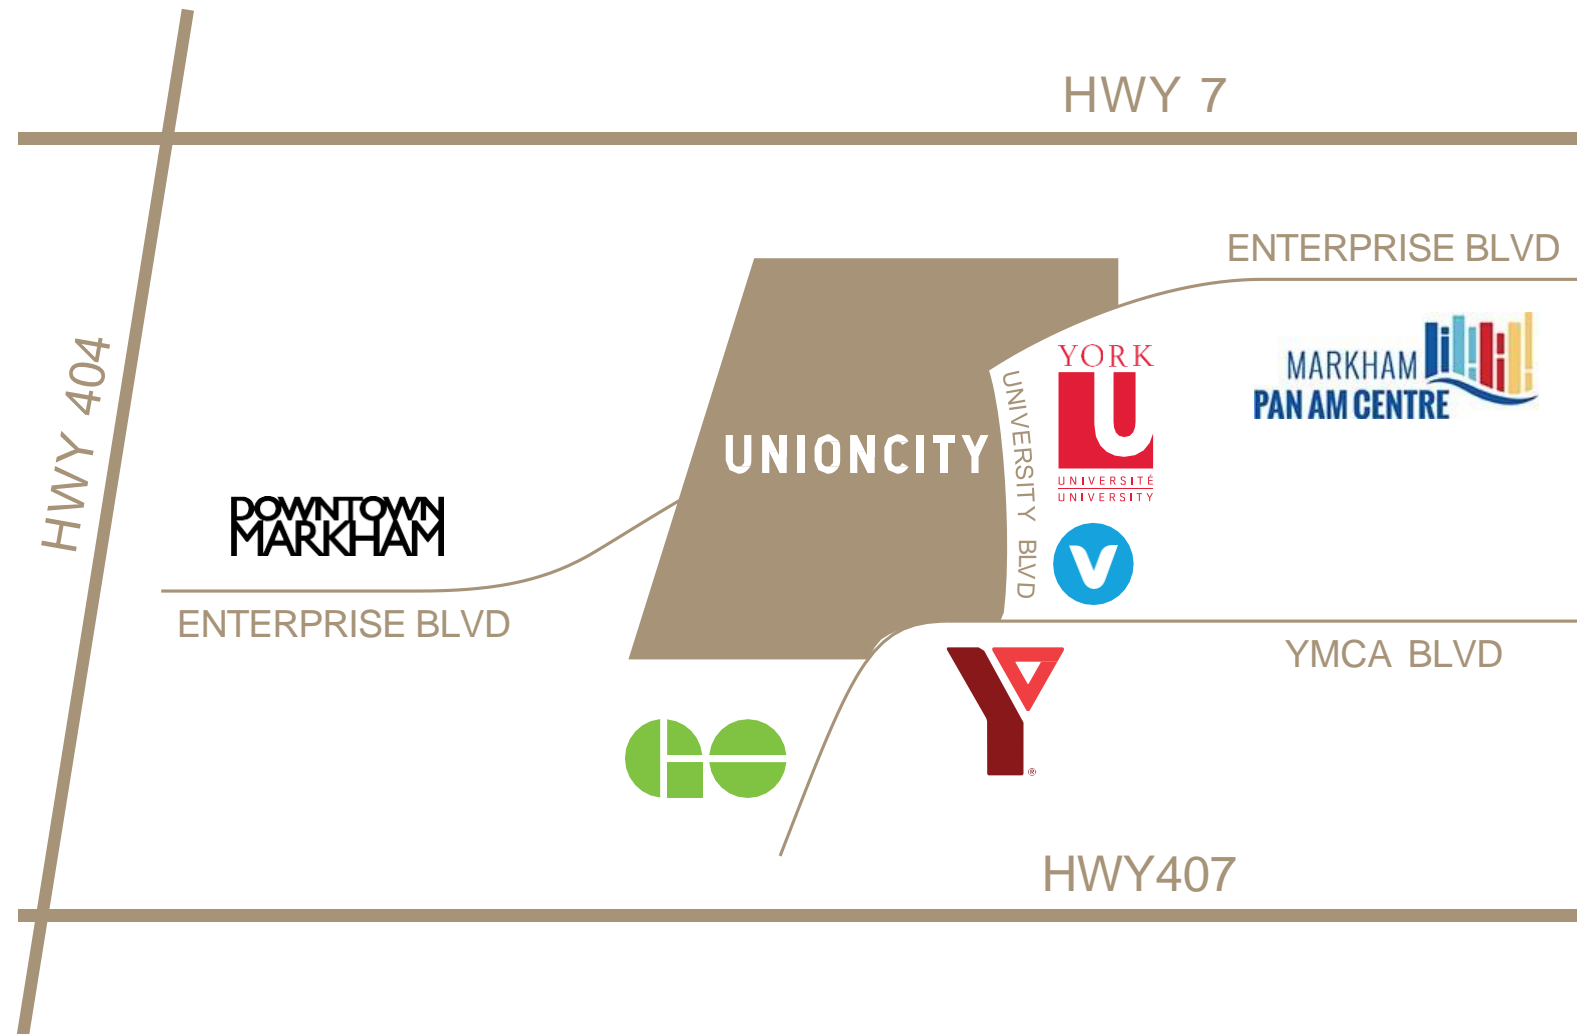 HWY 7
ENTERPRISE BLVD
HWY 404
YORK
U
UNIVERSITÉ
UNIVERSITY
MARKHAM
PAN AM CENTRE
UNIVERSITY BLVD
UNIONCITY
DOWNTOWN
MARKHAM
V
ENTERPRISE BLVD
YMCA BLVD
Y
®
GO
HWY407